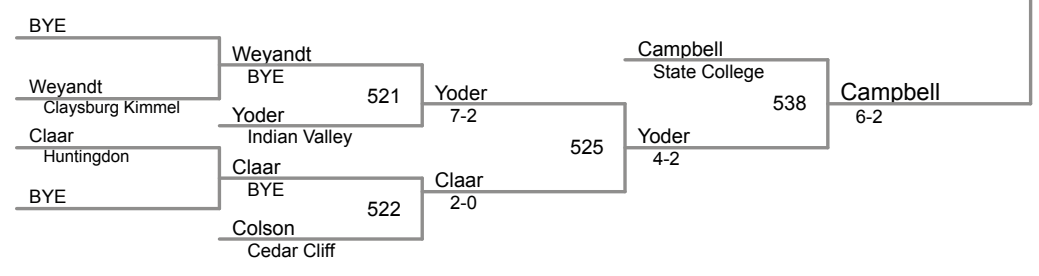 BYE
Weyandt
Claysburg Kimmel
Claar
Huntingdon
BYE
Weyandt
BYE
521
Yoder
Indian Valley
Claar
BYE
522
Colson
Cedar Cliff
Yoder
7-2
525
Claar
2-0
Campbell
State College
538
Yoder
4-2
Campbell
6-2